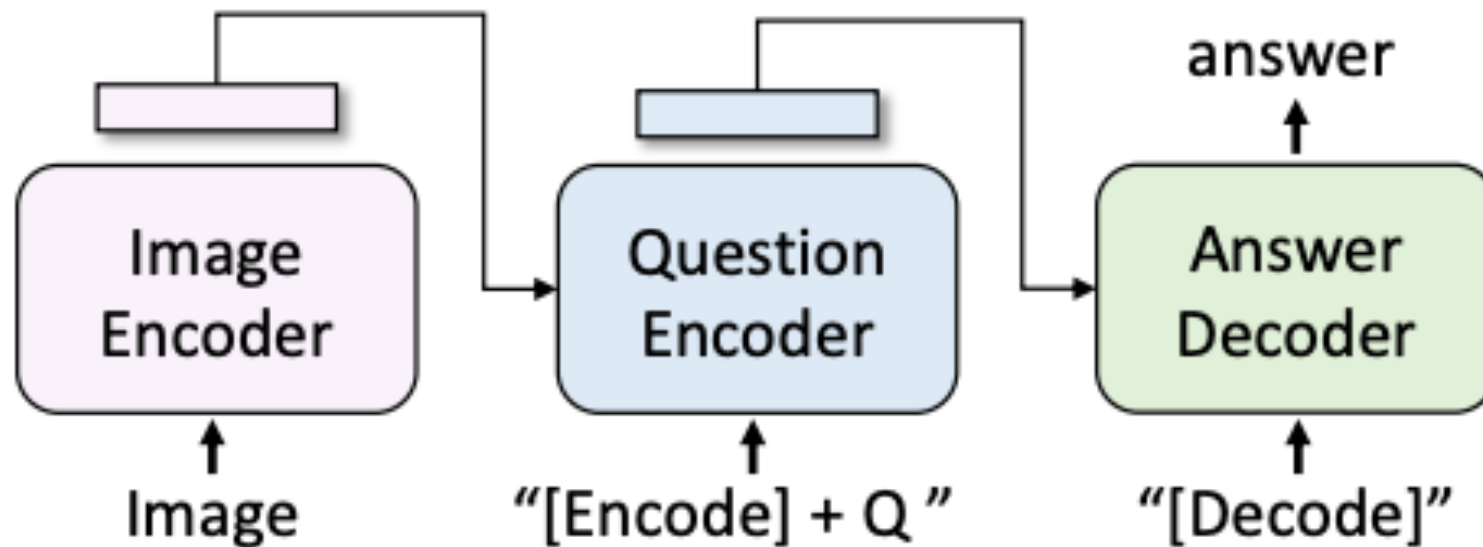 answer
Image
Encoder
Question
Encoder
Answer
Decoder
Image
“[Encode] + Q ”
“[Decode]”